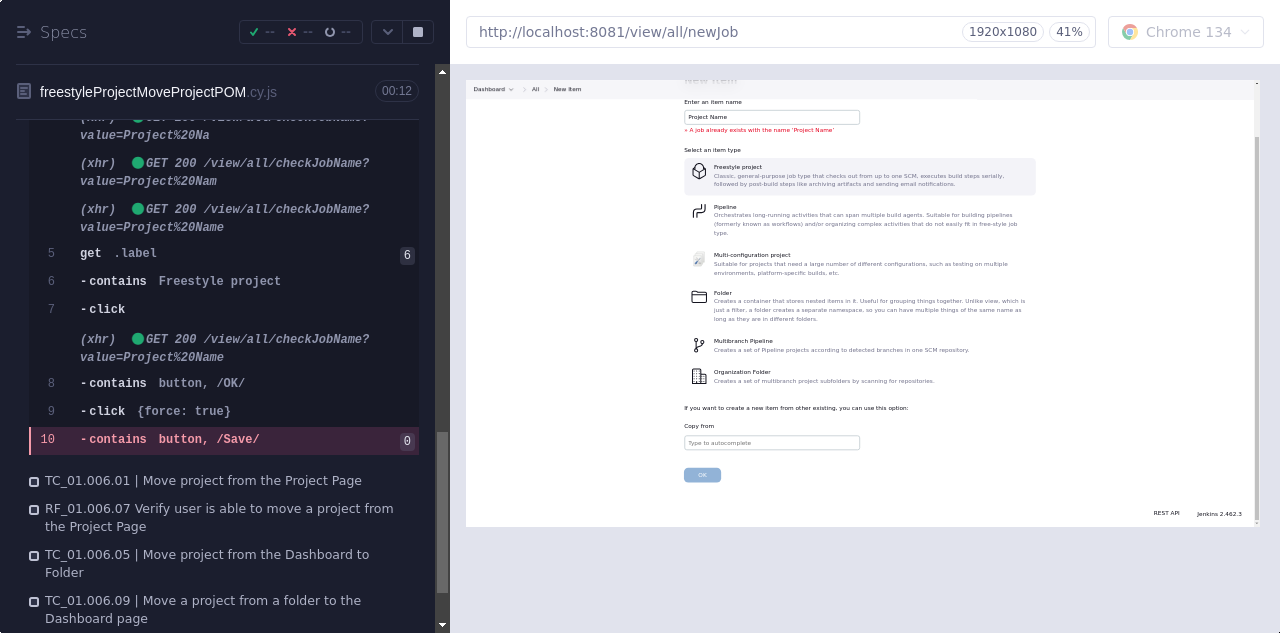 Specs
-- -- --
freestyleProjectMoveProjectPOM.cy.js 00:12
value=Project%20Na
(xhr) GET 200 /view/all/checkJobName?
value=Project%20Nam
(xhr) GET 200 /view/all/checkJobName?
value=Project%20Name
5 get .label 6
6 -contains Freestyle project
7 -click
(xhr) GET 200 /view/all/checkJobName?
value=Project%20Name
8 -contains button, /OK/
9 -click {force: true}
10 -contains button, /Save/ 0
TC_01.006.01 | Move project from the Project Page
RF_01.006.07 Verify user is able to move a project from
the Project Page
TC_01.006.05 | Move project from the Dashboard to
Folder
TC_01.006.09 | Move a project from a folder to the
Dashboard page
http://localhost:8081/view/all/newJob 1920x1080 41% Chrome 134
Dashboard All New Item
New Item
Enter an item name
Project Name
» A job already exists with the name 'Project Name'
Select an item type
Freestyle project
Classic, general-purpose job type that checks out from up to one SCM, executes build steps serially,
followed by post-build steps like archiving artifacts and sending email notifications.
Pipeline
Orchestrates long-running activities that can span multiple build agents. Suitable for building pipelines
(formerly known as workflows) and/or organizing complex activities that do not easily fit in free-style job
type.
Multi-configuration project
Suitable for projects that need a large number of different configurations, such as testing on multiple
environments, platform-specific builds, etc.
Folder
Creates a container that stores nested items in it. Useful for grouping things together. Unlike view, which is
just a filter, a folder creates a separate namespace, so you can have multiple things of the same name as
long as they are in different folders.
Multibranch Pipeline
Creates a set of Pipeline projects according to detected branches in one SCM repository.
Organization Folder
Creates a set of multibranch project subfolders by scanning for repositories.
If you want to create a new item from other existing, you can use this option:
Copy from
Type to autocomplete
OK
REST API Jenkins 2.462.3